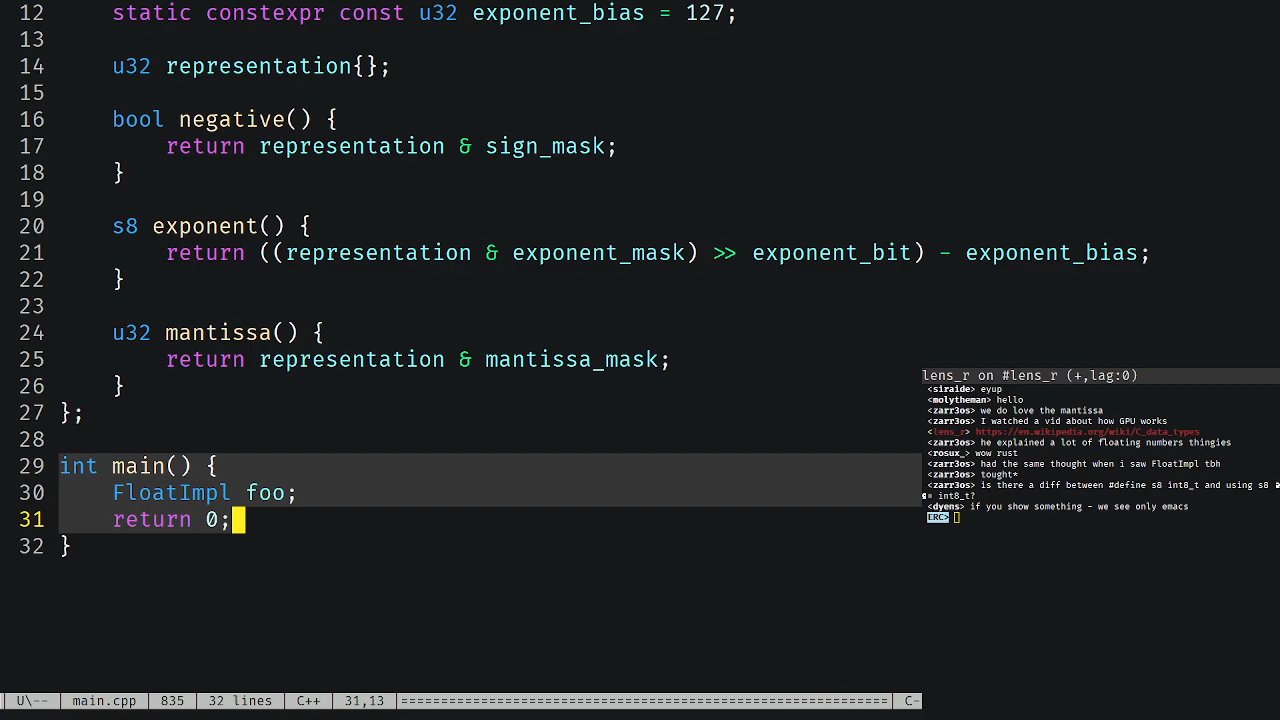 12 static constexpr const u32 exponent_bias = 127;
13
14 u32 representation{};
15
16 bool negative() {
17 return representation & sign_mask;
18 }
19
20 s8 exponent() {
21 return ((representation & exponent_mask) >> exponent_bit) - exponent_bias;
22 }
23
24 u32 mantissa() {
25 return representation & mantissa_mask;
26 }
27 };
28
29 int main() {
30 FloatImpl foo;
31 return 0;
32 }
lens_r on #lens_r (+,lag:0)
<siraide> eyup
<molytheman> hello
<zarr3os> we do love the mantissa
<zarr3os> I watched a vid about how GPU works
<lens_r> https://en.wikipedia.org/wiki/C_data_types
<zarr3os> he explained a lot of floating numbers thingies
<rosux_> wow rust
<zarr3os> had the same thought when i saw FloatImpl tbh
<zarr3os> tought*
<zarr3os> is there a diff between #define s8 int8_t and using s8
= int8_t?
<dyens> if you show something - we see only emacs
ERC>
U\-- main.cpp 835 32 lines C++ 31,13 C-